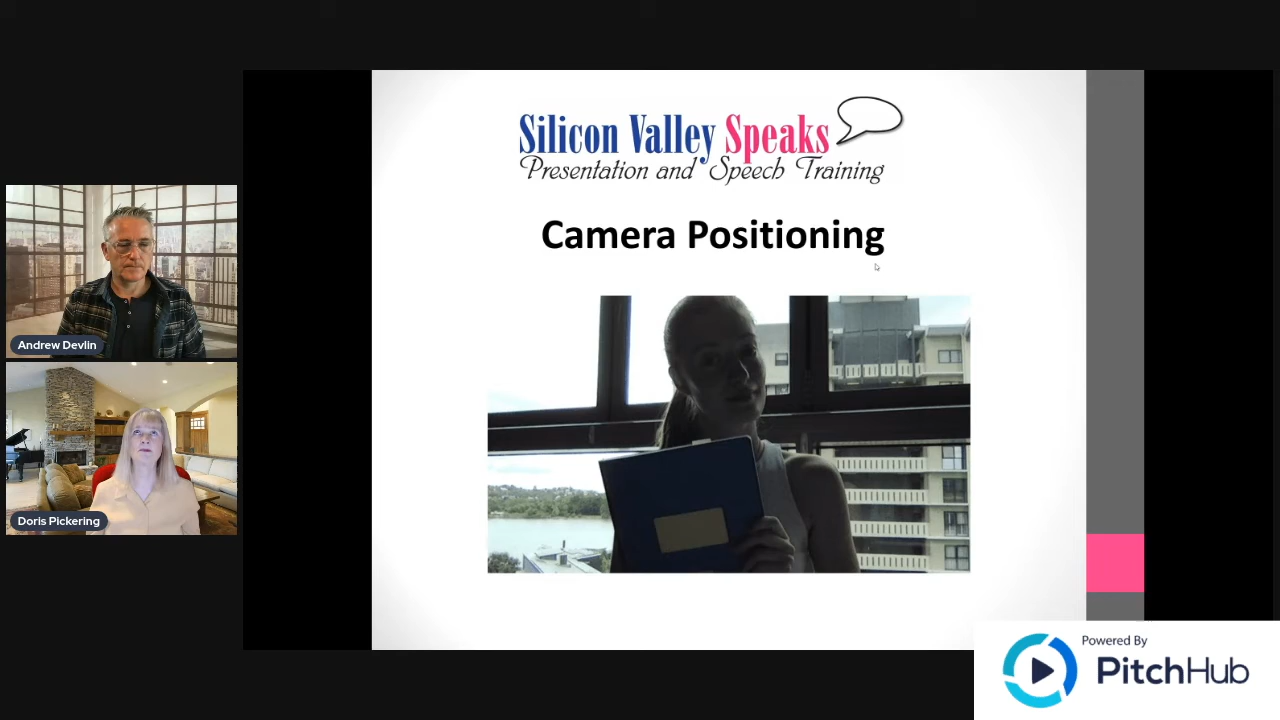 Silicon Valley Speaks
Presentation and Speech Training
Camera Positioning
Andrew Devlin
Doris Pickering
Powered By
PitchHub